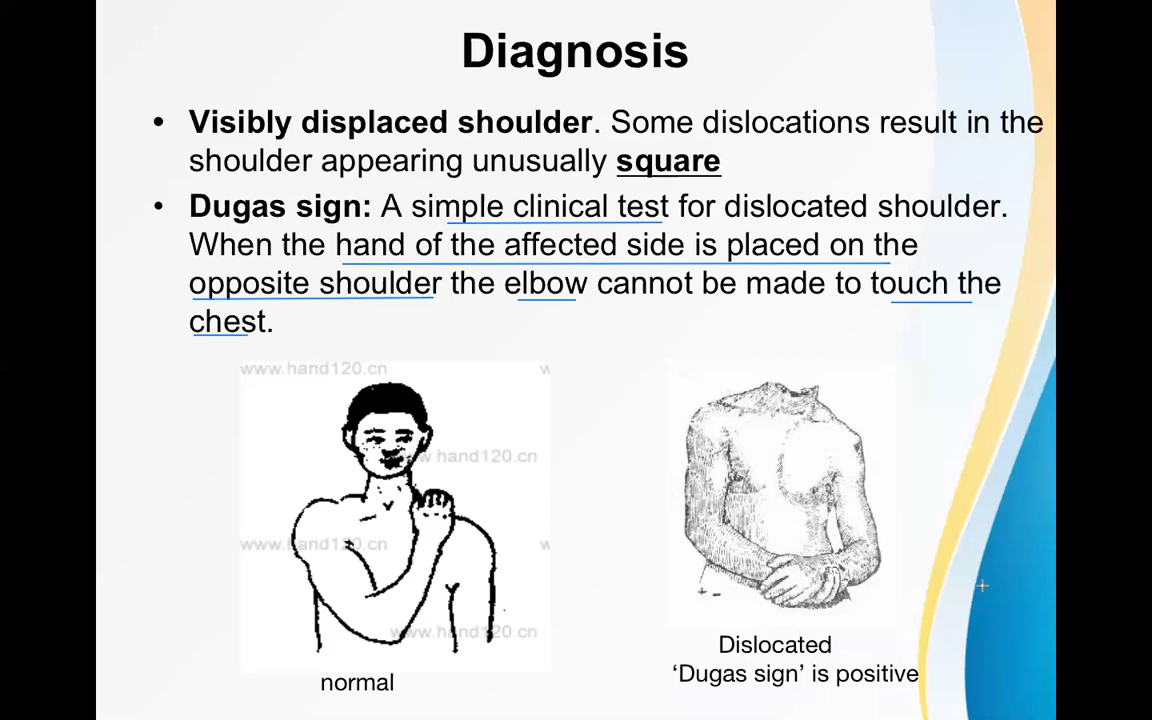 Diagnosis
• Visibly displaced shoulder. Some dislocations result in the
shoulder appearing unusually square
• Dugas sign: A simple clinical test for dislocated shoulder.
When the hand of the affected side is placed on the
opposite shoulder the elbow cannot be made to touch the
chest.
www.hand120.cn w
www.hand120.cn
www.hand120.cn w
www.hand120.cn
normal
Dislocated
‘Dugas sign’ is positive